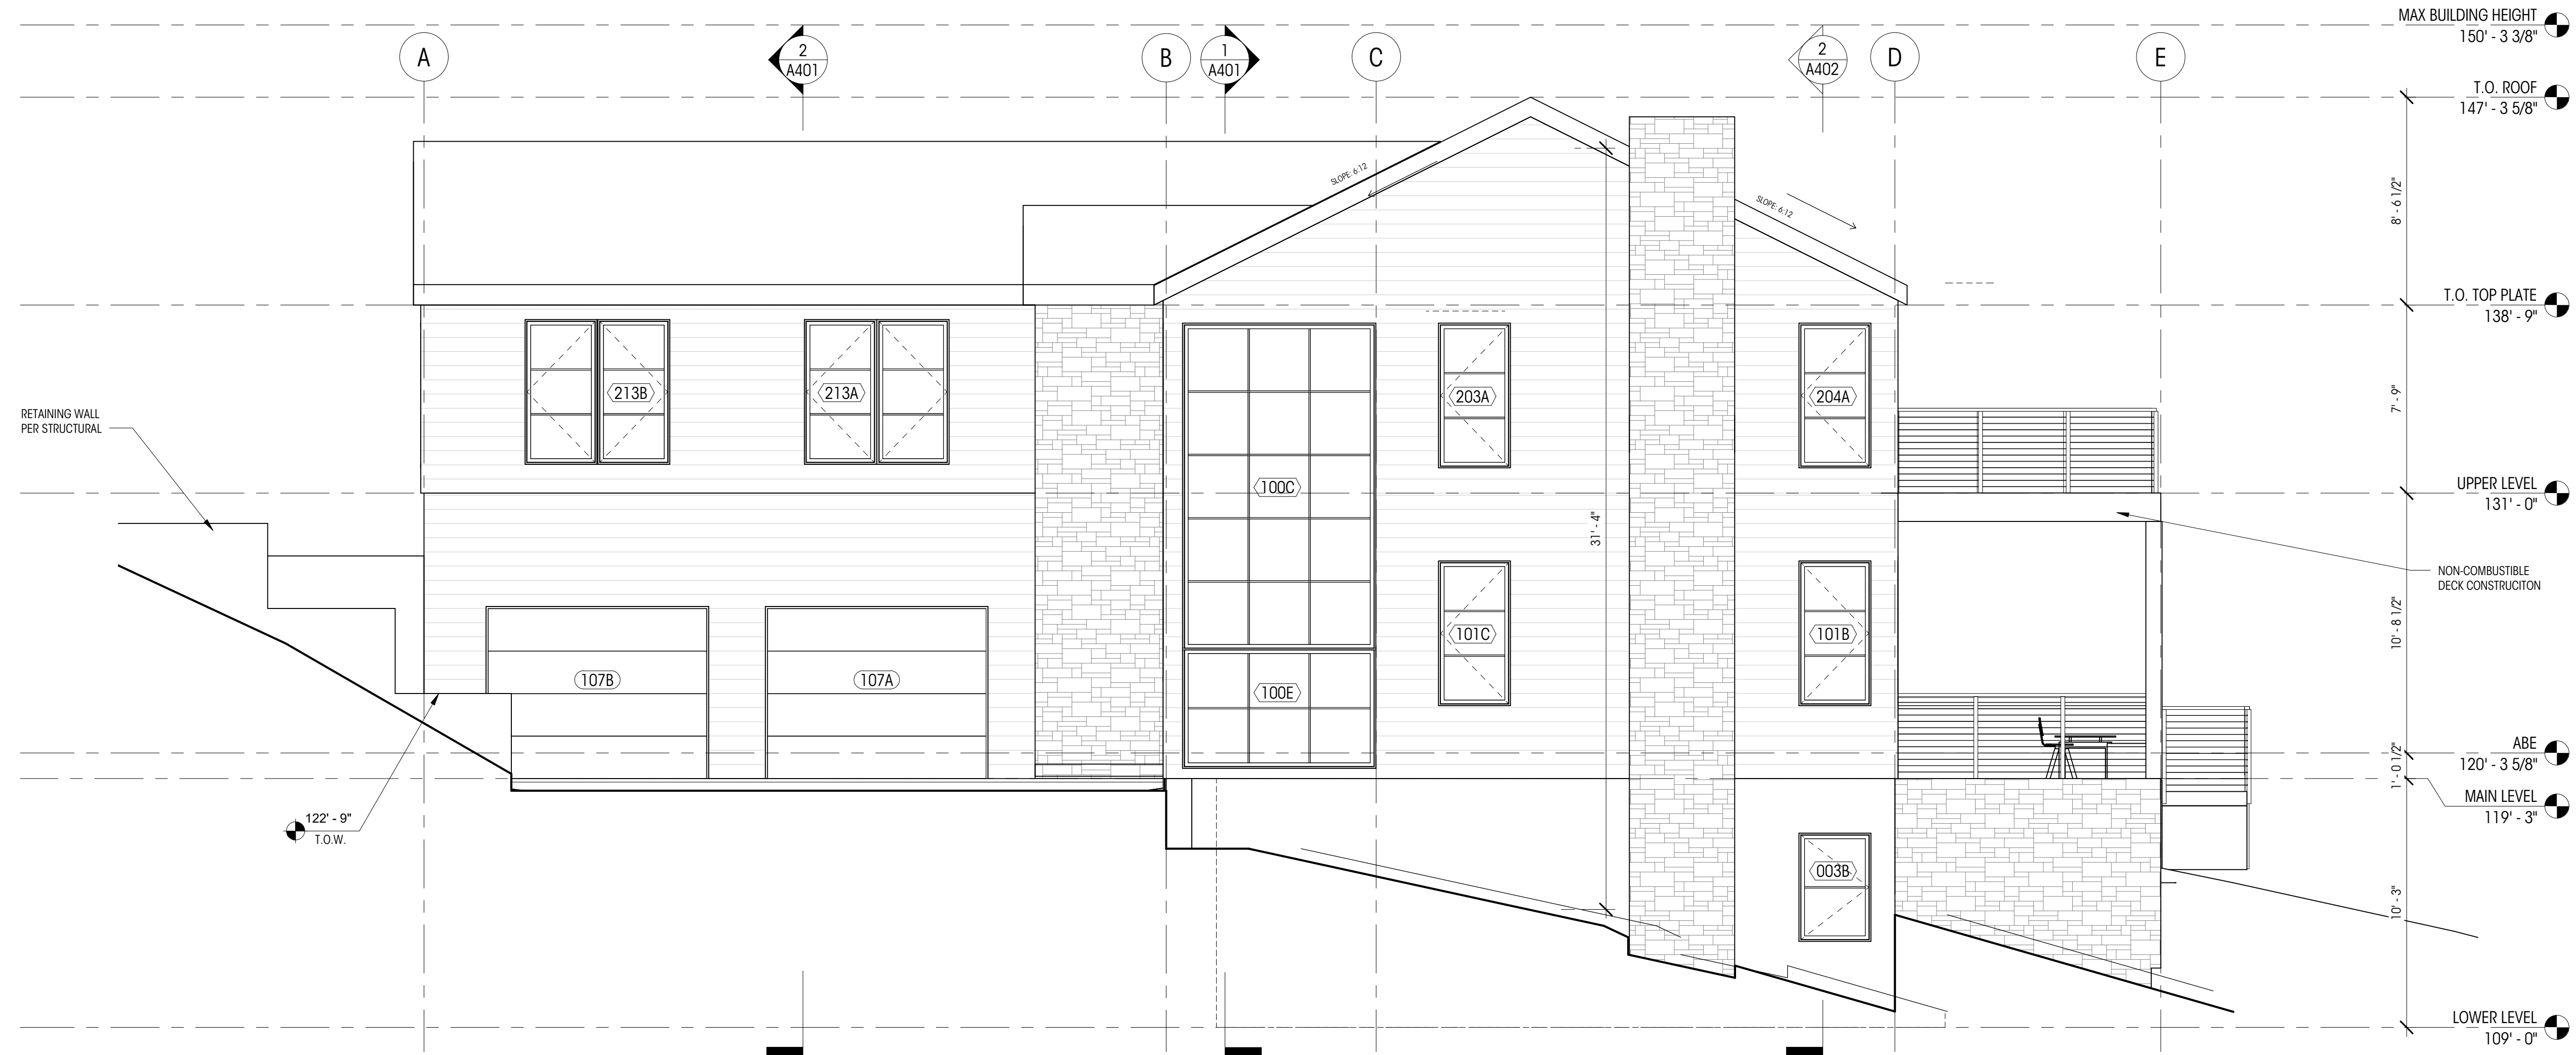 MAX BUILDING HEIGHT
150' - 3 3/8"
A
2
A401
B
1
A401
C
2
A402
D
E
T.O. ROOF
147' - 3 5/8"
SLOPE: 6:12
SLOPE: 6:12
8' - 6 1/2"
T.O. TOP PLATE
138' - 9"
213B
213A
203A
204A
7' - 9"
RETAINING WALL
PER STRUCTURAL
100C
UPPER LEVEL
131' - 0"
31' - 4"
NON-COMBUSTIBLE
DECK CONSTRUCITON
101C
101B
10' - 8 1/2"
107B
107A
100E
ABE
120' - 3 5/8"
1' - 0 1/2"
MAIN LEVEL
119' - 3"
122' - 9"
T.O.W.
003B
10' - 3"
LOWER LEVEL
109' - 0"